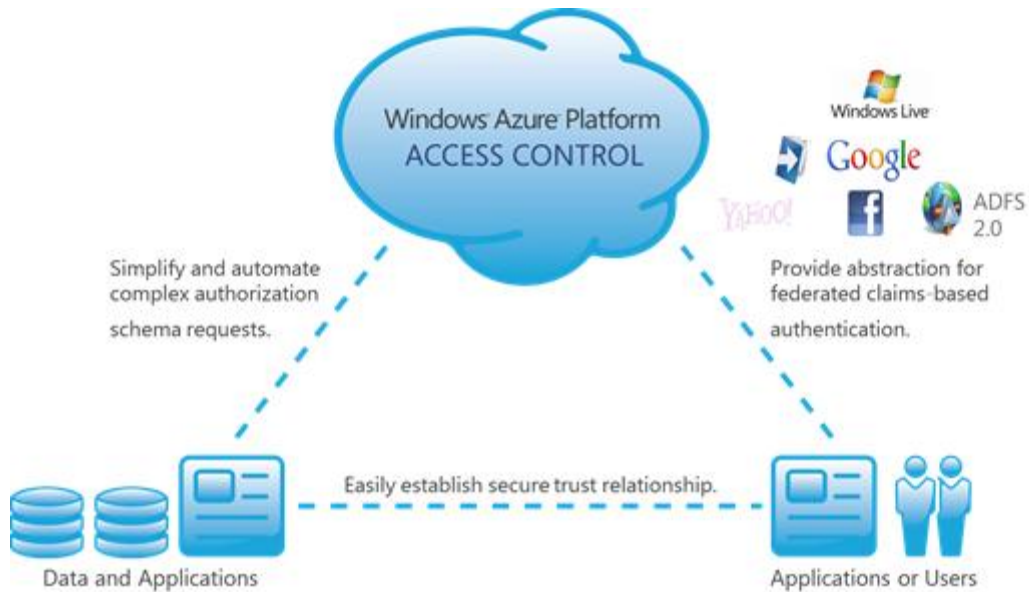 Windows Azure Platform
ACCESS CONTROL
Windows Live
Google
YAHOO!
f
ADFS
2.0
Simplify and automate
complex authorization
schema requests.
Provide abstraction for
federated claims-based
authentication.
Easily establish secure trust relationship.
Data and Applications
Applications or Users